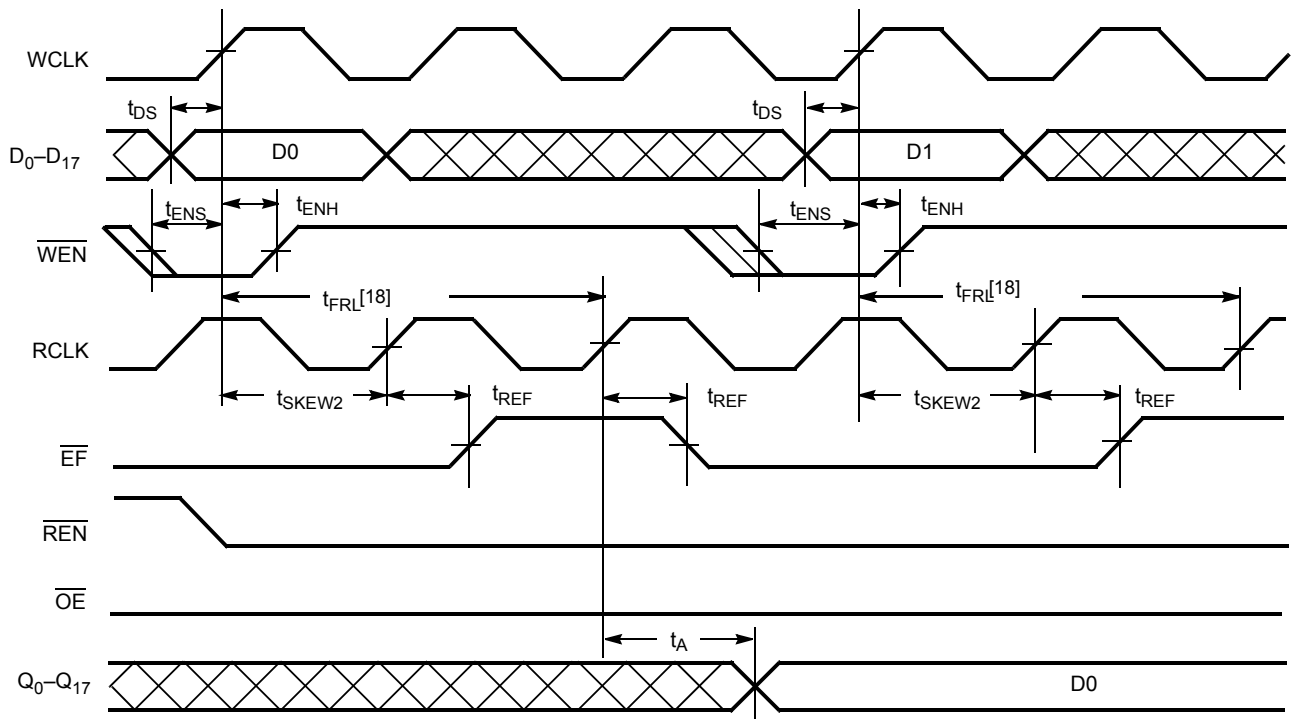 WCLK
tDS
tDS
D0–D17
D0
D1
tENS
tENH
tENS
tENH
WEN
tFRL[18]
tFRL[18]
RCLK
tSKEW2
tREF
tREF
tSKEW2
tREF
EF
REN
OE
tA
Q0–Q17
D0